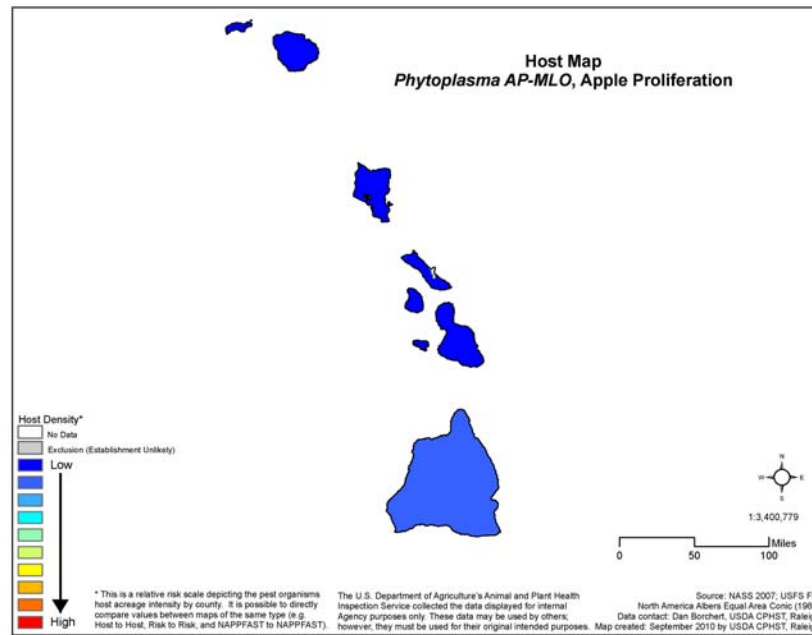 Host Map
Phytoplasma AP-MLO, Apple Proliferation
Host Density*
No Data
Exclusion (Establishment Unlikely)
Low
High
N
W E
S
1:3,400,779
Miles
0 50 100
* This is a relative risk scale depicting the pest organisms
host acreage intensity by county. It is possible to directly
compare values between maps of the same type (e.g.
Host to Host, Risk to Risk, and NAPPFAST to NAPPFAST).
The U.S. Department of Agriculture's Animal and Plant Health
Inspection Service collected the data displayed for internal
Agency purposes only. These data may be used by others;
however, they must be used for their original intended purposes.
Source: NASS 2007; USFS F
North America Albers Equal Area Conic (198
Data contact: Dan Borchert, USDA CPHST, Ralei
Map created: September 2010 by USDA CPHST, Ralei